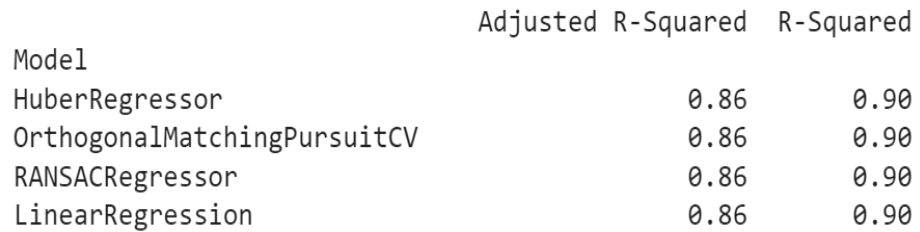 Adjusted R-Squared R-Squared
Model
HuberRegressor 0.86 0.90
OrthogonalMatchingPursuitCV 0.86 0.90
RANSACRegressor 0.86 0.90
LinearRegression 0.86 0.90